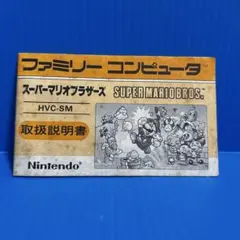 ファミリー コンピュータ
スーパーマリオブラザーズ
SUPER MARIO BROS.™
HVC-SM
取扱説明書
Nintendo®